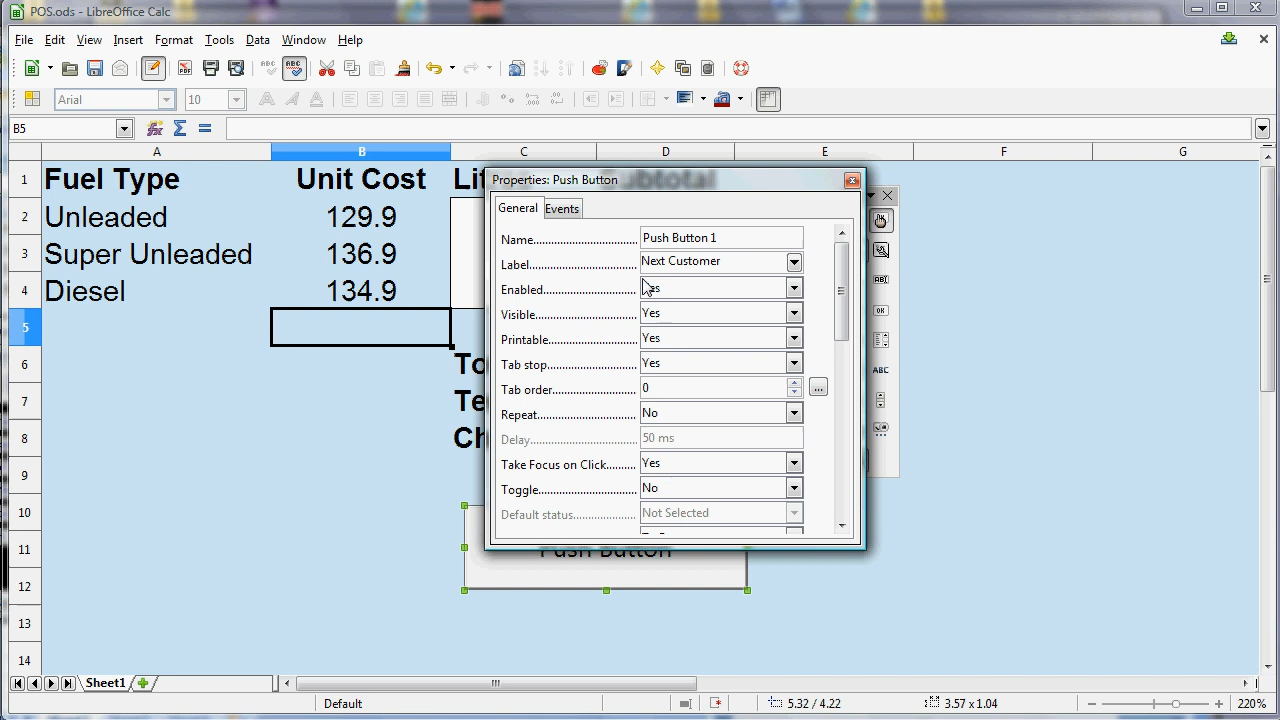 POS.ods - LibreOffice Calc
File Edit View Insert Format Tools Data Window Help
Arial 10
B5
A B C D E F G
1 Fuel Type Unit Cost
2 Unleaded 129.9
3 Super Unleaded 136.9
4 Diesel 134.9
5
6 To
7 Te
8 Ch
9
10
11 Push Button
12
13
14
Properties: Push Button
General Events
Name.............................. Push Button 1
Label.............................. Next Customer
Enabled.............................. Yes
Visible.............................. Yes
Printable.............................. Yes
Tab stop.............................. Yes
Tab order.............................. 0 ...
Repeat.............................. No
Delay.............................. 50 ms
Take Focus on Click......... Yes
Toggle.............................. No
Default status.................... Not Selected
Sheet1
Default 5.32 / 4.22 3.57 x 1.04 220%